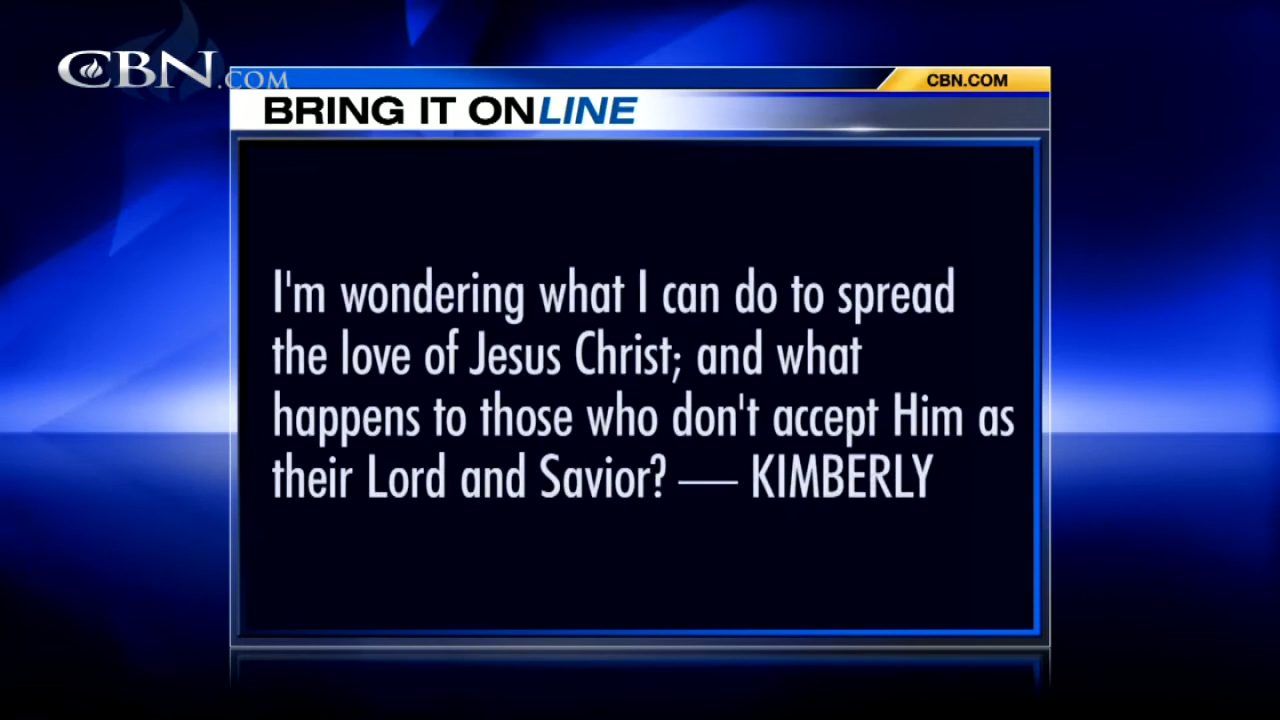 CBN.COM
CBN.COM
BRING IT ONLINE
I'm wondering what I can do to spread
the love of Jesus Christ; and what
happens to those who don't accept Him as
their Lord and Savior? — KIMBERLY